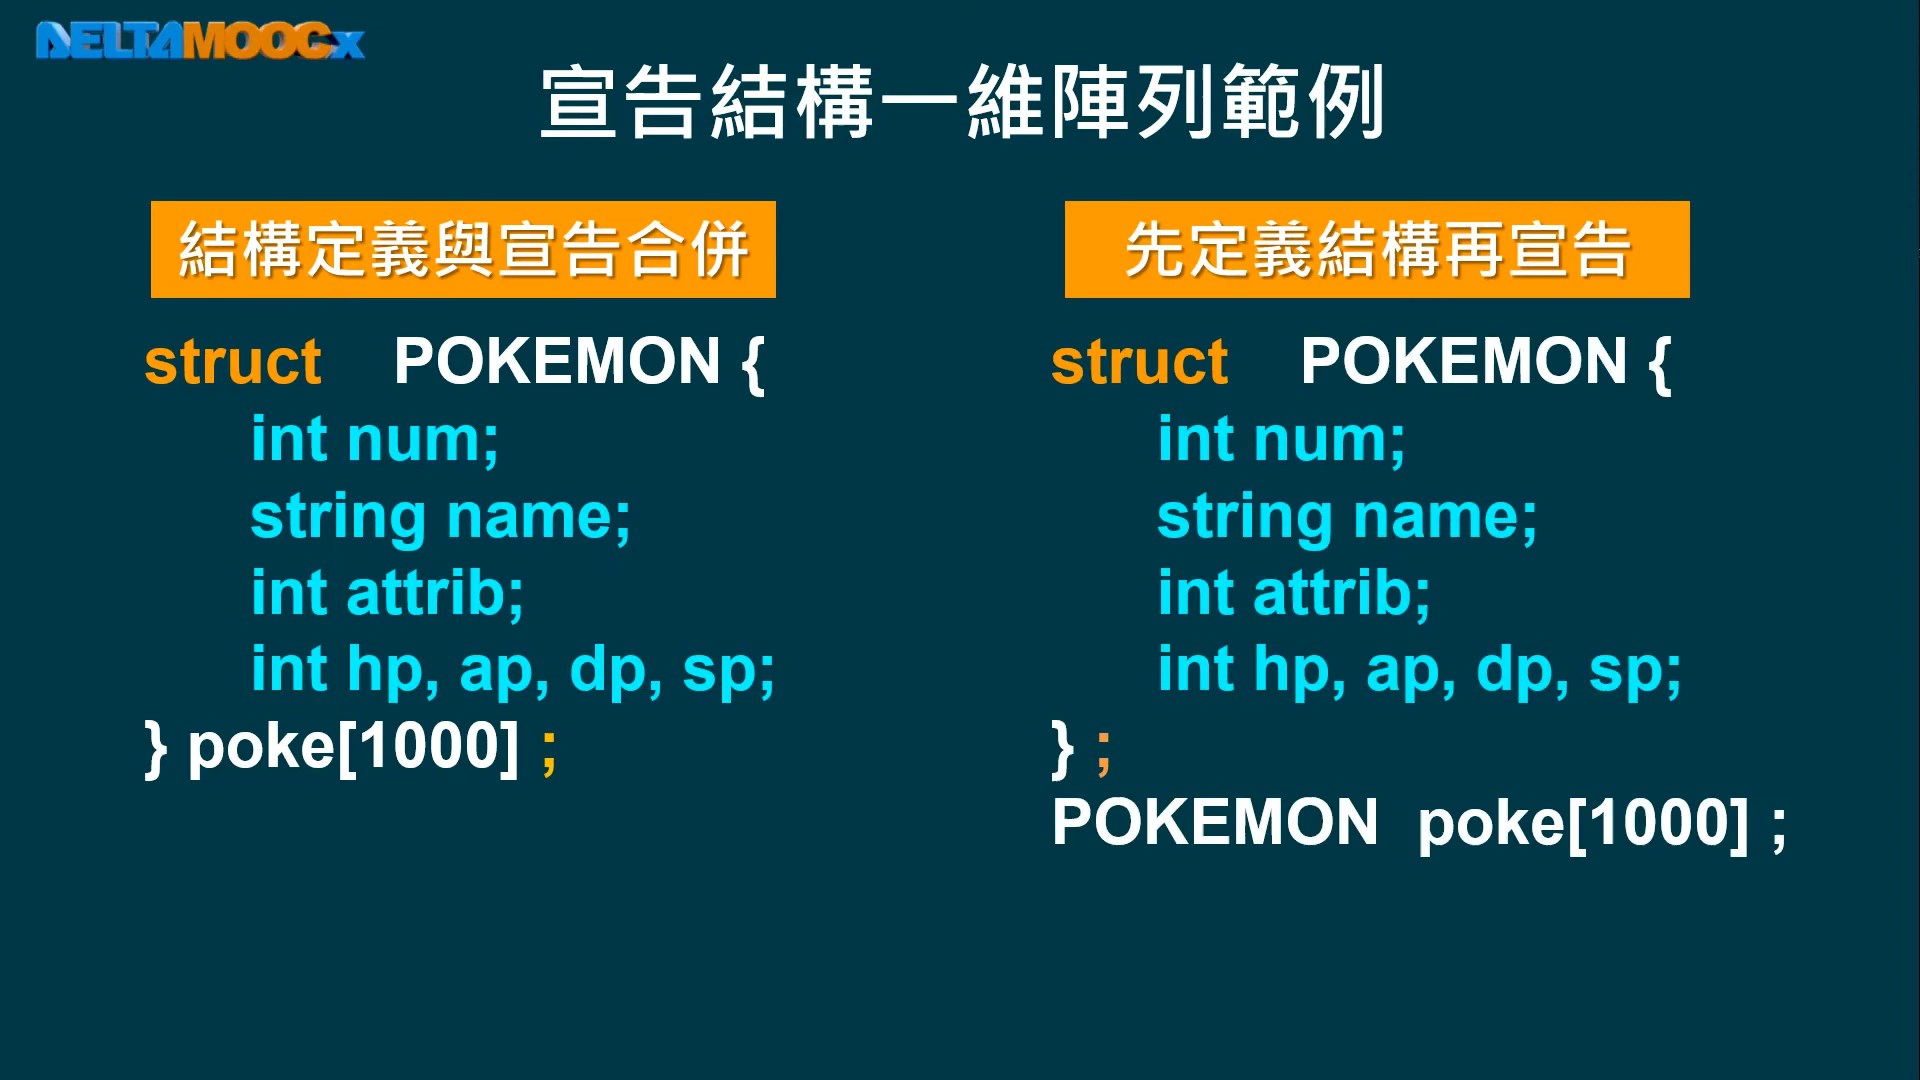 DELTAMOOCx
宣告結構一維陣列範例
結構定義與宣告合併
struct POKEMON {
int num;
string name;
int attrib;
int hp, ap, dp, sp;
} poke[1000] ;
先定義結構再宣告
struct POKEMON {
int num;
string name;
int attrib;
int hp, ap, dp, sp;
} ;
POKEMON poke[1000] ;